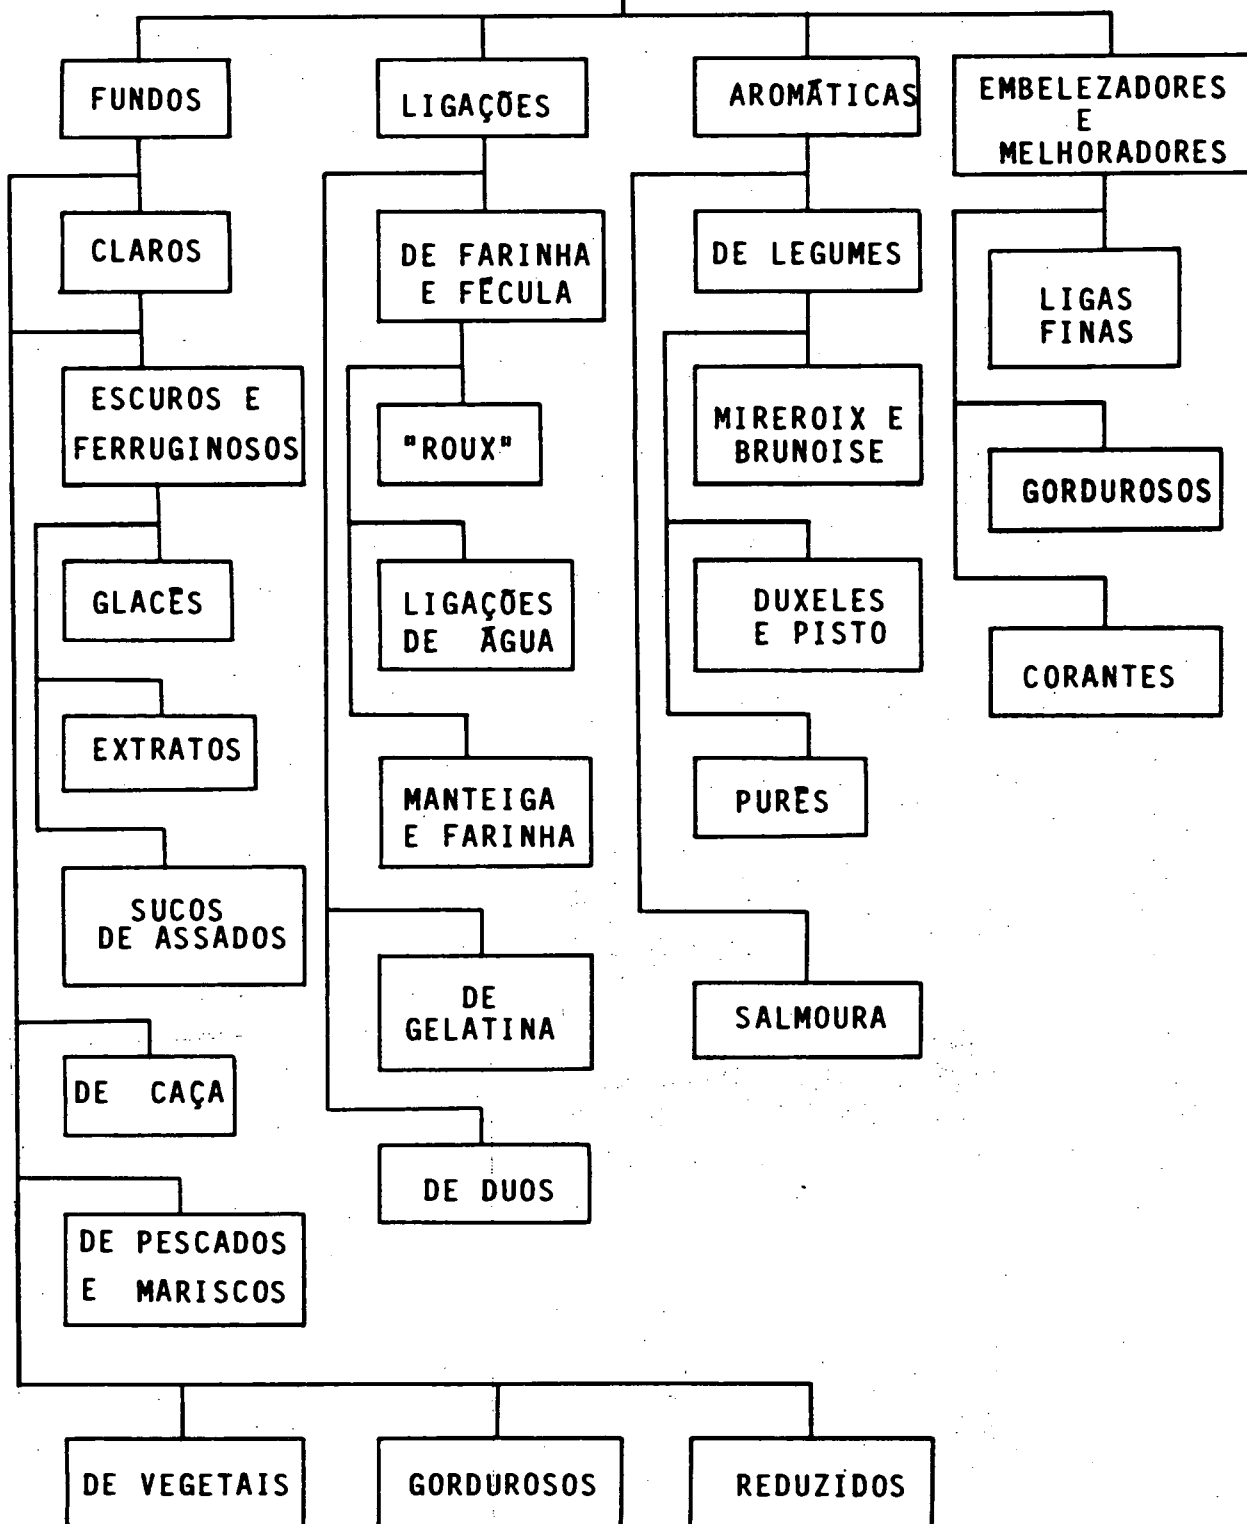 FUNDOS
LIGAÇÕES
AROMÁTICAS
EMBELEZADORES
E
MELHORADORES
CLAROS
ESCUROS E
FERRUGINOSOS
GLACÊS
EXTRATOS
SUCOS
DE ASSADOS
DE CAÇA
DE PESCADOS
E MARISCOS
DE FARINHA
E FÉCULA
"ROUX"
LIGAÇÕES
DE ÁGUA
MANTEIGA
E FARINHA
DE
GELATINA
DE DUOS
DE LEGUMES
MIREROIX E
BRUNOISE
DUXELES
E PISTO
PURÊS
SALMOURA
LIGAS
FINAS
GORDUROSOS
CORANTES
DE VEGETAIS
GORDUROSOS
REDUZIDOS